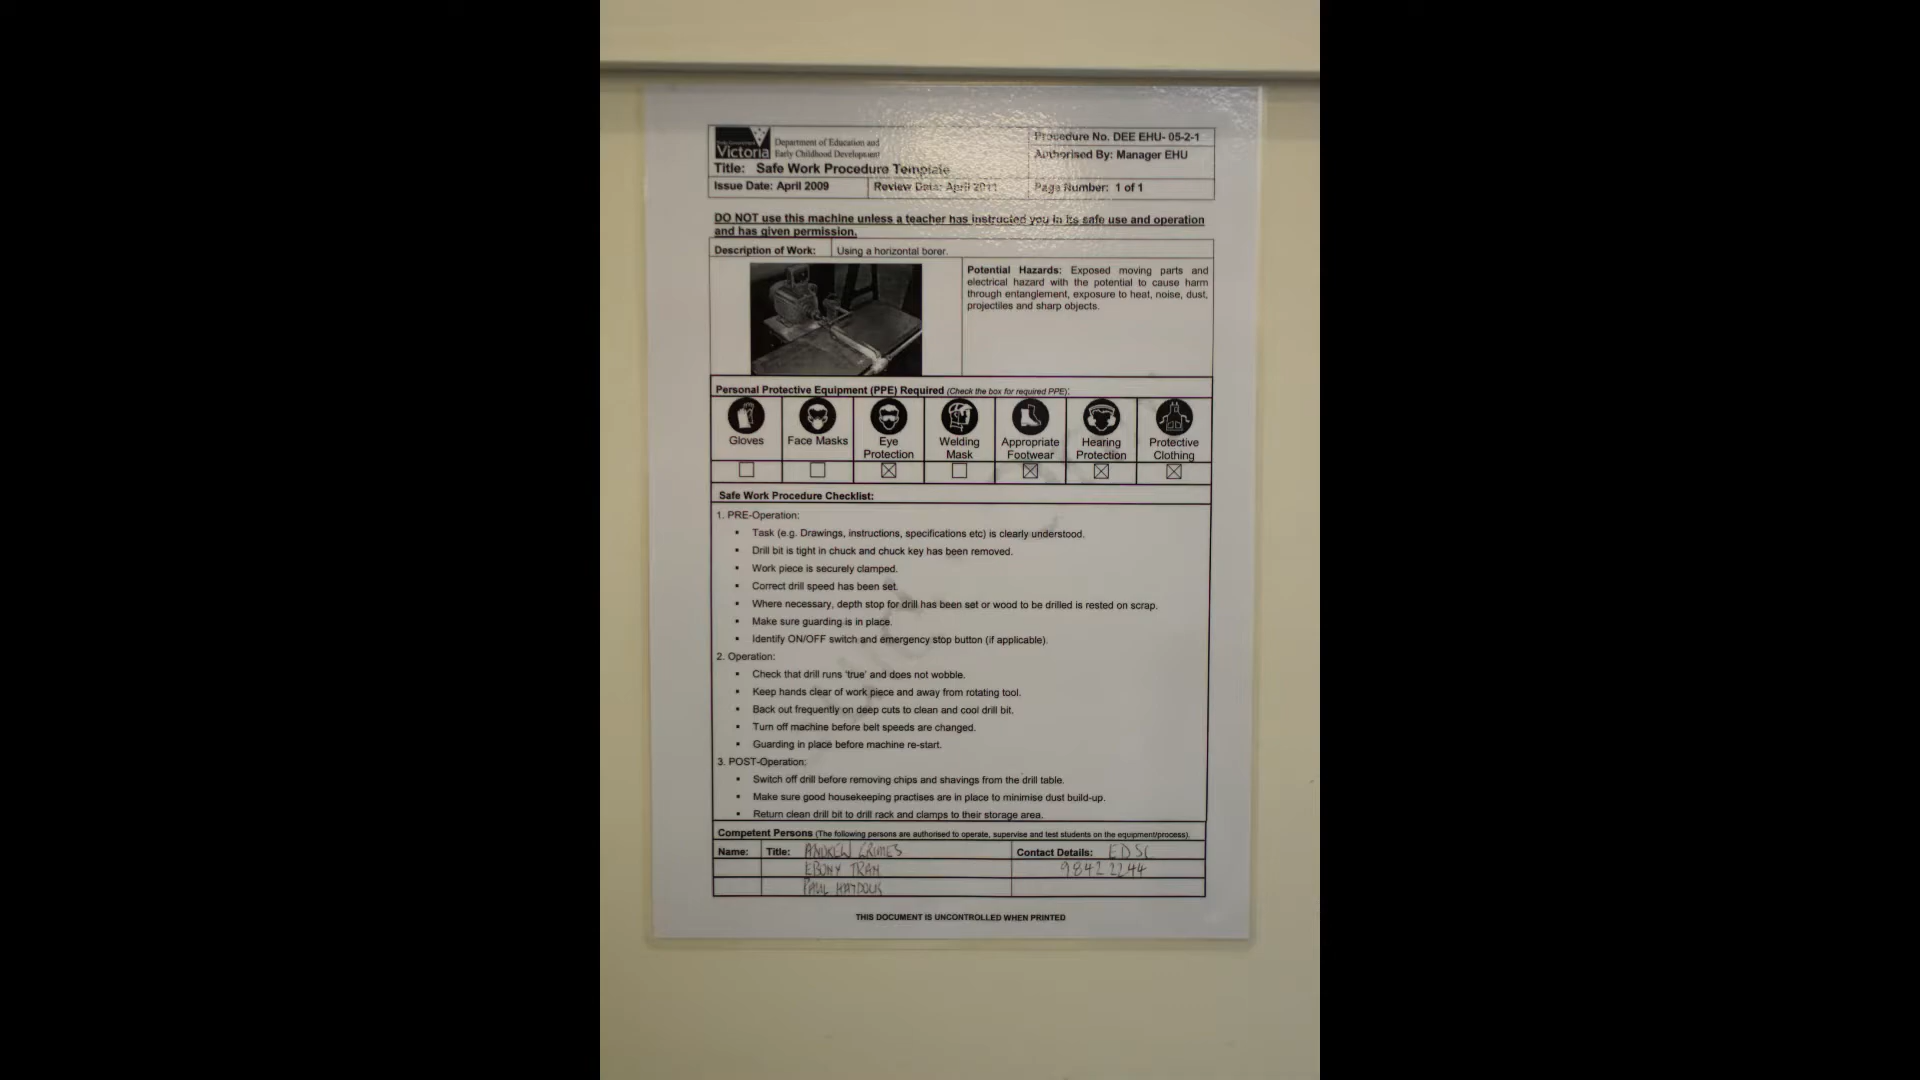 Victoria
Department of Education and
Early Childhood Development
Procedure No. DEE EHU- 05-2-1
Authorised By: Manager EHU
Title: Safe Work Procedure Template
Issue Date: April 2009
Review Date: April 2011
Page Number: 1 of 1
DO NOT use this machine unless a teacher has instructed you in its safe use and operation
and has given permission.
Description of Work: Using a horizontal borer.
Potential Hazards: Exposed moving parts and
electrical hazard with the potential to cause harm
through entanglement, exposure to heat, noise, dust,
projectiles and sharp objects.
Personal Protective Equipment (PPE) Required (Check the box for required PPE):
Gloves
Face Masks
Eye
Protection
Welding
Mask
Appropriate
Footwear
Hearing
Protection
Protective
Clothing
Safe Work Procedure Checklist:
1. PRE-Operation:
Task (e.g. Drawings, instructions, specifications etc) is clearly understood.
Drill bit is tight in chuck and chuck key has been removed.
Work piece is securely clamped.
Correct drill speed has been set.
Where necessary, depth stop for drill has been set or wood to be drilled is rested on scrap.
Make sure guarding is in place.
Identify ON/OFF switch and emergency stop button (if applicable).
2. Operation:
Check that drill runs 'true' and does not wobble.
Keep hands clear of work piece and away from rotating tool.
Back out frequently on deep cuts to clean and cool drill bit.
Turn off machine before belt speeds are changed.
Guarding in place before machine re-start.
3. POST-Operation:
Switch off drill before removing chips and shavings from the drill table.
Make sure good housekeeping practises are in place to minimise dust build-up.
Return clean drill bit to drill rack and clamps to their storage area.
Competent Persons (The following persons are authorised to operate, supervise and test students on the equipment/process).
Name: Title: ANDREW GRIMES Contact Details: EDSC
EBONY TRAN 9842 2244
PAUL
THIS DOCUMENT IS UNCONTROLLED WHEN PRINTED